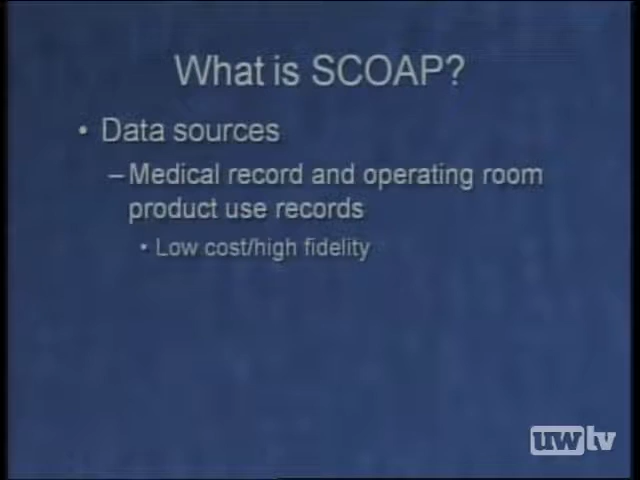 What is SCOAP?
• Data sources
– Medical record and operating room
product use records
• Low cost/high fidelity
uwtv